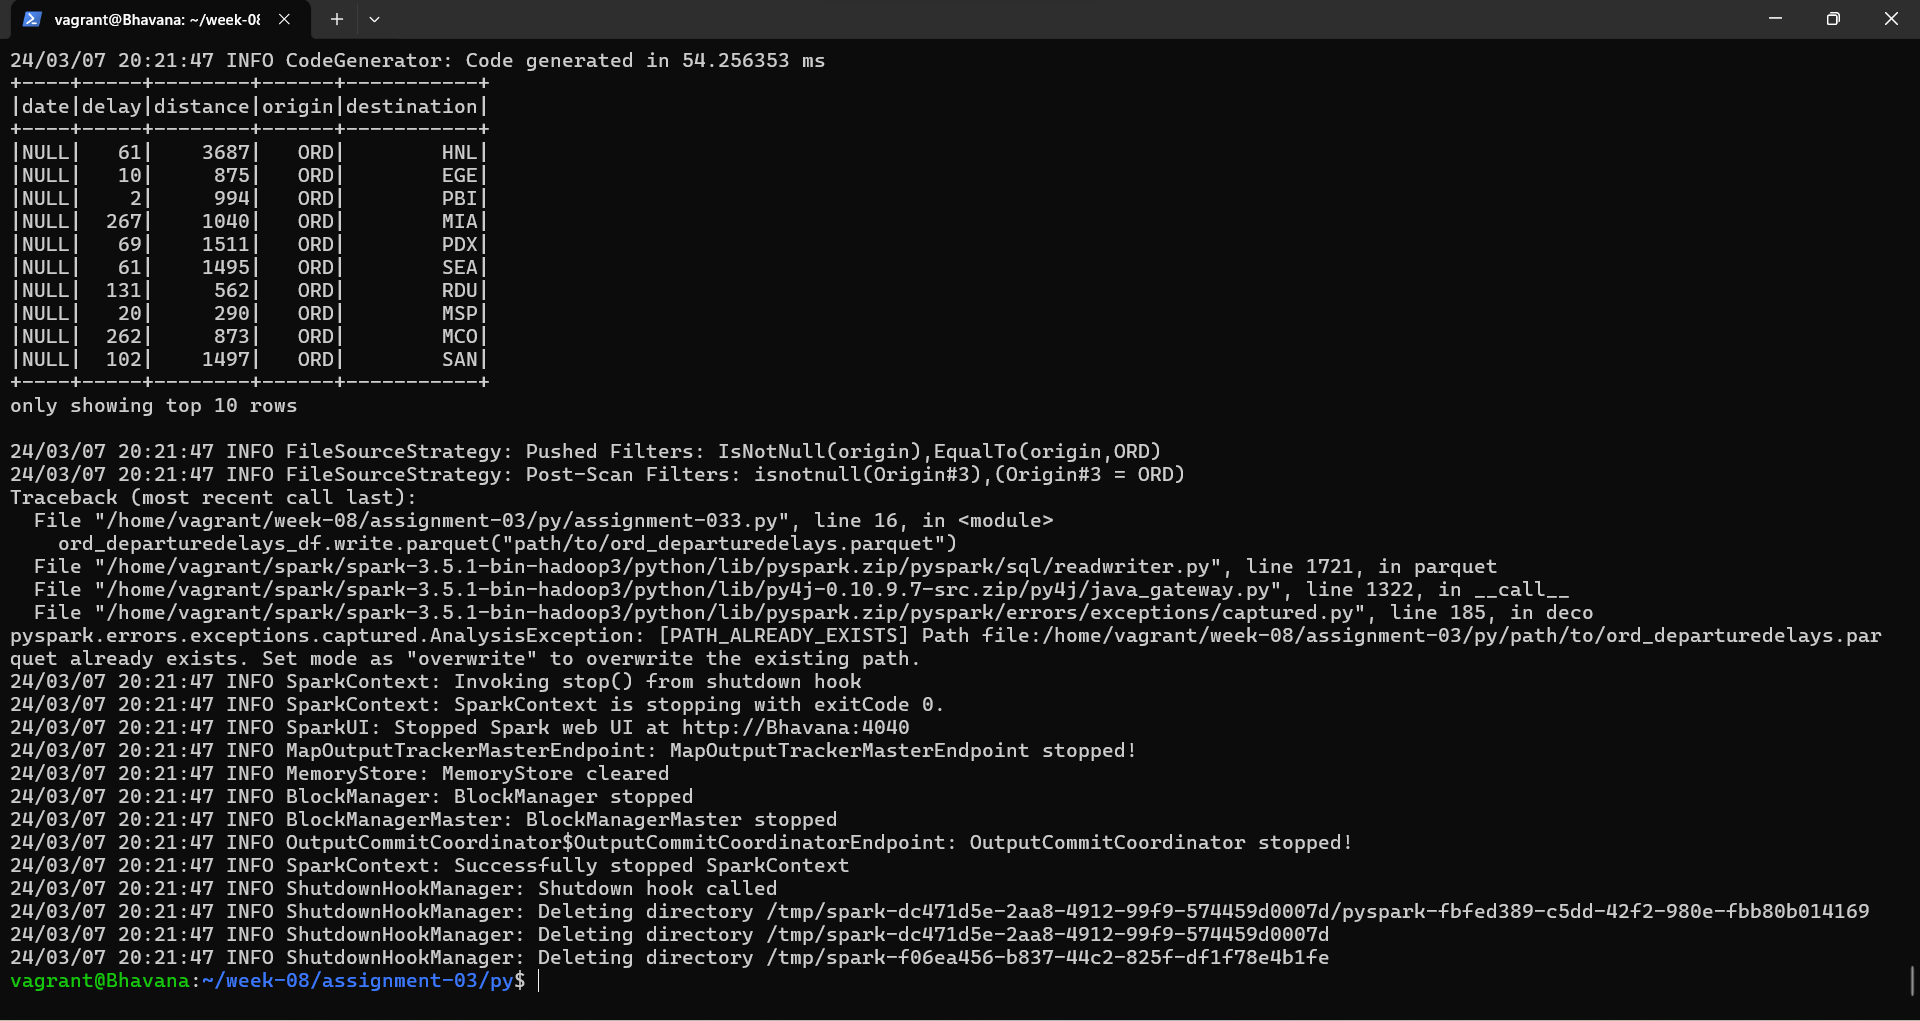 vagrant@Bhavana: ~/week-08
24/03/07 20:21:47 INFO CodeGenerator: Code generated in 54.256353 ms
+----+-----+--------+------+-----------+
|date|delay|distance|origin|destination|
+----+-----+--------+------+-----------+
|NULL|   61|    3687|   ORD|        HNL|
|NULL|   10|     875|   ORD|        EGE|
|NULL|    2|     994|   ORD|        PBI|
|NULL|  267|    1040|   ORD|        MIA|
|NULL|   69|    1511|   ORD|        PDX|
|NULL|   61|    1495|   ORD|        SEA|
|NULL|  131|     562|   ORD|        RDU|
|NULL|   20|     290|   ORD|        MSP|
|NULL|  262|     873|   ORD|        MCO|
|NULL|  102|    1497|   ORD|        SAN|
+----+-----+--------+------+-----------+
only showing top 10 rows
24/03/07 20:21:47 INFO FileSourceStrategy: Pushed Filters: IsNotNull(origin),EqualTo(origin,ORD)
24/03/07 20:21:47 INFO FileSourceStrategy: Post-Scan Filters: isnotnull(Origin#3),(Origin#3 = ORD)
Traceback (most recent call last):
  File "/home/vagrant/week-08/assignment-03/py/assignment-033.py", line 16, in <module>
    ord_departuredelays_df.write.parquet("path/to/ord_departuredelays.parquet")
  File "/home/vagrant/spark/spark-3.5.1-bin-hadoop3/python/lib/pyspark.zip/pyspark/sql/readwriter.py", line 1721, in parquet
  File "/home/vagrant/spark/spark-3.5.1-bin-hadoop3/python/lib/py4j-0.10.9.7-src.zip/py4j/java_gateway.py", line 1322, in __call__
  File "/home/vagrant/spark/spark-3.5.1-bin-hadoop3/python/lib/pyspark.zip/pyspark/errors/exceptions/captured.py", line 185, in deco
pyspark.errors.exceptions.captured.AnalysisException: [PATH_ALREADY_EXISTS] Path file:/home/vagrant/week-08/assignment-03/py/path/to/ord_departuredelays.par
quet already exists. Set mode as "overwrite" to overwrite the existing path.
24/03/07 20:21:47 INFO SparkContext: Invoking stop() from shutdown hook
24/03/07 20:21:47 INFO SparkContext: SparkContext is stopping with exitCode 0.
24/03/07 20:21:47 INFO SparkUI: Stopped Spark web UI at http://Bhavana:4040
24/03/07 20:21:47 INFO MapOutputTrackerMasterEndpoint: MapOutputTrackerMasterEndpoint stopped!
24/03/07 20:21:47 INFO MemoryStore: MemoryStore cleared
24/03/07 20:21:47 INFO BlockManager: BlockManager stopped
24/03/07 20:21:47 INFO BlockManagerMaster: BlockManagerMaster stopped
24/03/07 20:21:47 INFO OutputCommitCoordinator$OutputCommitCoordinatorEndpoint: OutputCommitCoordinator stopped!
24/03/07 20:21:47 INFO SparkContext: Successfully stopped SparkContext
24/03/07 20:21:47 INFO ShutdownHookManager: Shutdown hook called
24/03/07 20:21:47 INFO ShutdownHookManager: Deleting directory /tmp/spark-dc471d5e-2aa8-4912-99f9-574459d0007d/pyspark-fbfed389-c5dd-42f2-980e-fbb80b014169
24/03/07 20:21:47 INFO ShutdownHookManager: Deleting directory /tmp/spark-dc471d5e-2aa8-4912-99f9-574459d0007d
24/03/07 20:21:47 INFO ShutdownHookManager: Deleting directory /tmp/spark-f06ea456-b837-44c2-825f-df1f78e4b1fe
vagrant@Bhavana:~/week-08/assignment-03/py$